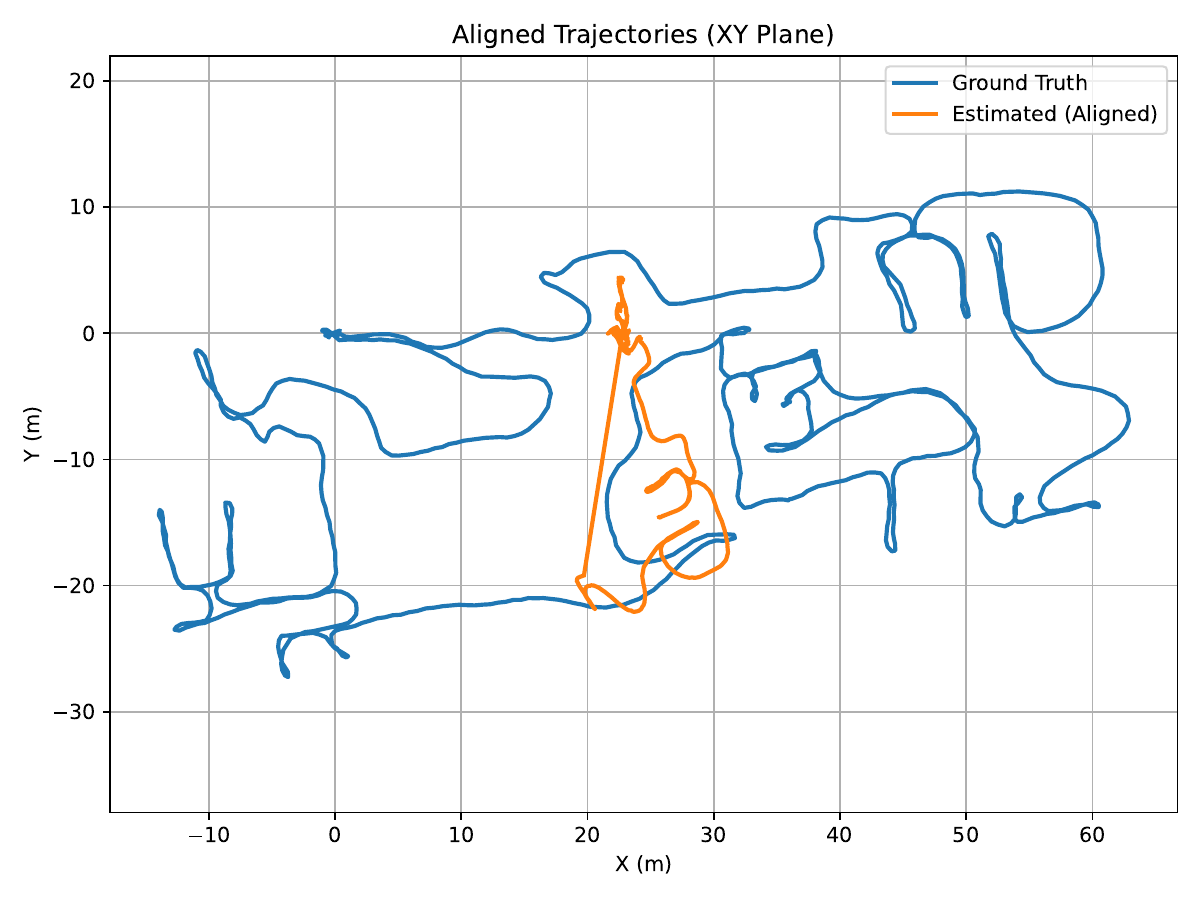 Aligned Trajectories (XY Plane)
Ground Truth
Estimated (Aligned)
20
10
0
−10
−20
−30
Y (m)
−10 0 10 20 30 40 50 60
X (m)